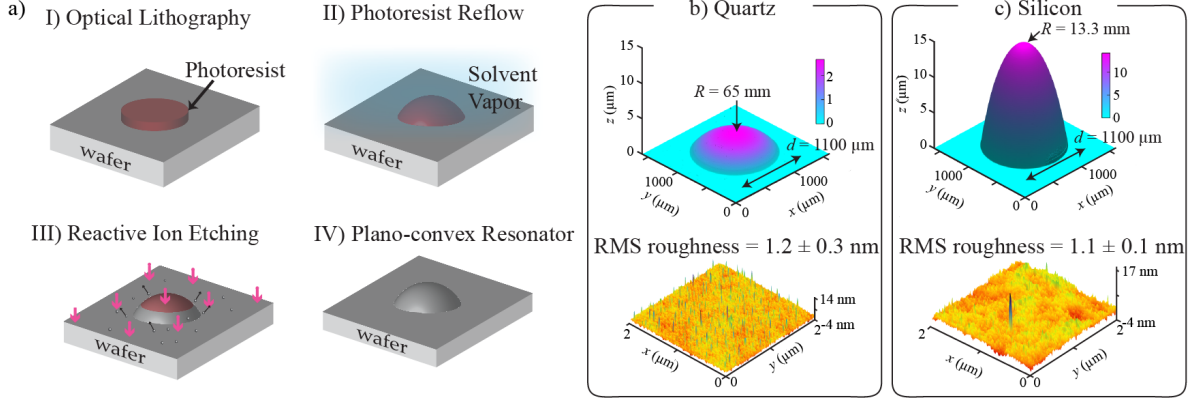 a)
I) Optical Lithography
Photoresist
wafer
II) Photoresist Reflow
Solvent
Vapor
wafer
III) Reactive Ion Etching
wafer
IV) Plano-convex Resonator
wafer
b) Quartz
15
10
5
0
z (μm)
R = 65 mm
2
1
0
d = 1100 μm
1000
y (μm)
0 0
1000
x (μm)
RMS roughness = 1.2 ± 0.3 nm
14 nm
-4 nm
2
x (μm)
0 0
y (μm)
2
c) Silicon
15
10
5
0
z (μm)
R = 13.3 mm
10
5
0
d = 1100 μm
1000
y (μm)
0 0
1000
x (μm)
RMS roughness = 1.1 ± 0.1 nm
17 nm
-4 nm
2
x (μm)
0 0
y (μm)
2